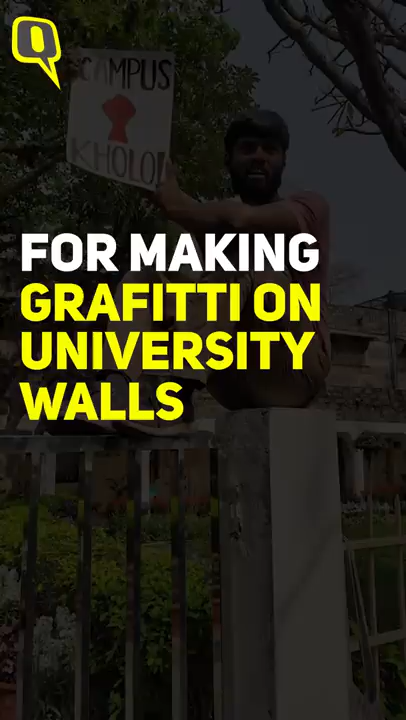 Q
CAMPUS
KHOLO!
FOR MAKING
GRAFITTI ON
UNIVERSITY
WALLS